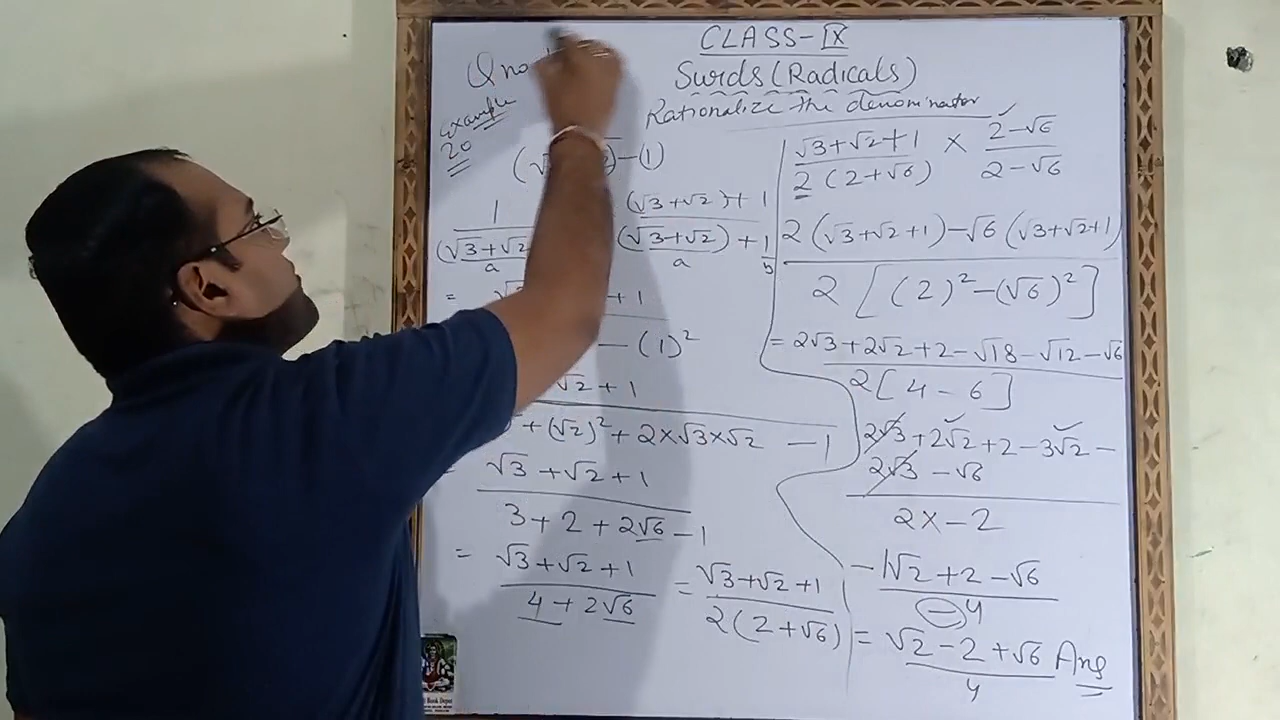 CLASS-IX
Surds (Radicals)
Rationalize the denominator
Q no
Example
20
(√ )-(1)
1
(√3+√2
a
(√3+√2)+1
(√3+√2)+1
a b
= + 1
- (1)²
√2 + 1
+(√2)²+2×√3×√2 - 1
√3 + √2 + 1
3 + 2 + 2√6 - 1
= √3 + √2 + 1
4 + 2√6
= √3+√2+1
2(2+√6)
√3+√2+1 × 2-√6
2 (2+√6) 2-√6
2(√3+√2+1)-√6(√3+√2+1)
2 [(2)²-(√6)²]
= 2√3+2√2+2-√18-√12-√6
2[4-6]
2√3+2√2+2-3√2-
2√3-√6
2×-2
-1√2+2-√6
-4
= √2-2+√6 Ans
4